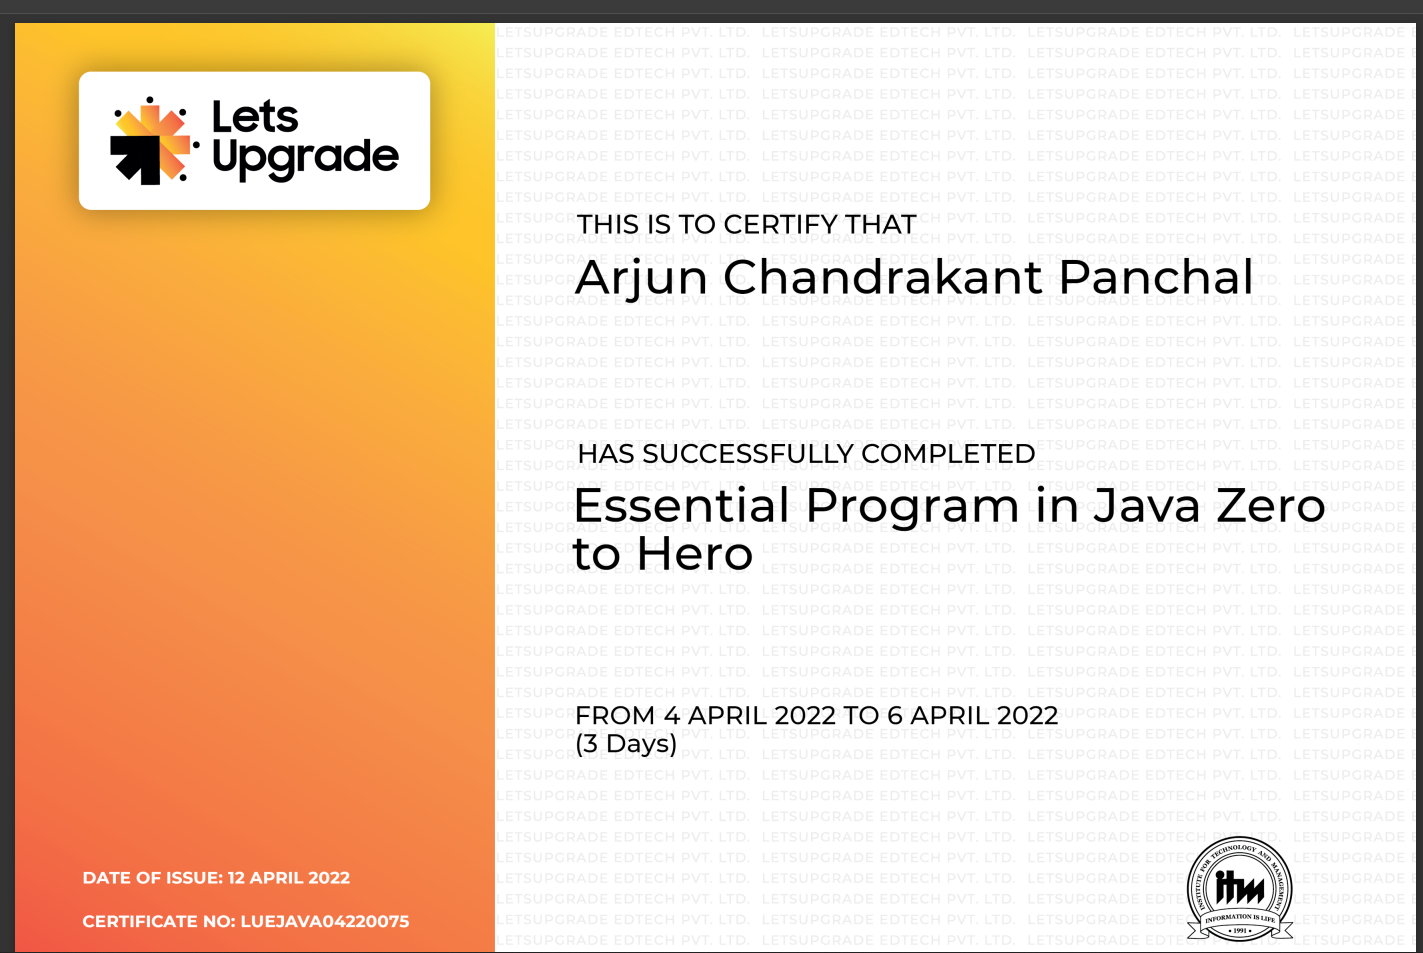 Lets
Upgrade
THIS IS TO CERTIFY THAT
Arjun Chandrakant Panchal
HAS SUCCESSFULLY COMPLETED
Essential Program in Java Zero
to Hero
FROM 4 APRIL 2022 TO 6 APRIL 2022
(3 Days)
DATE OF ISSUE: 12 APRIL 2022
CERTIFICATE NO: LUEJAVA04220075
INSTITUTE FOR TECHNOLOGY AND MANAGEMENT
itm
INFORMATION IS LIFE
• 1991 •
LETSUPGRADE EDTECH PVT. LTD.